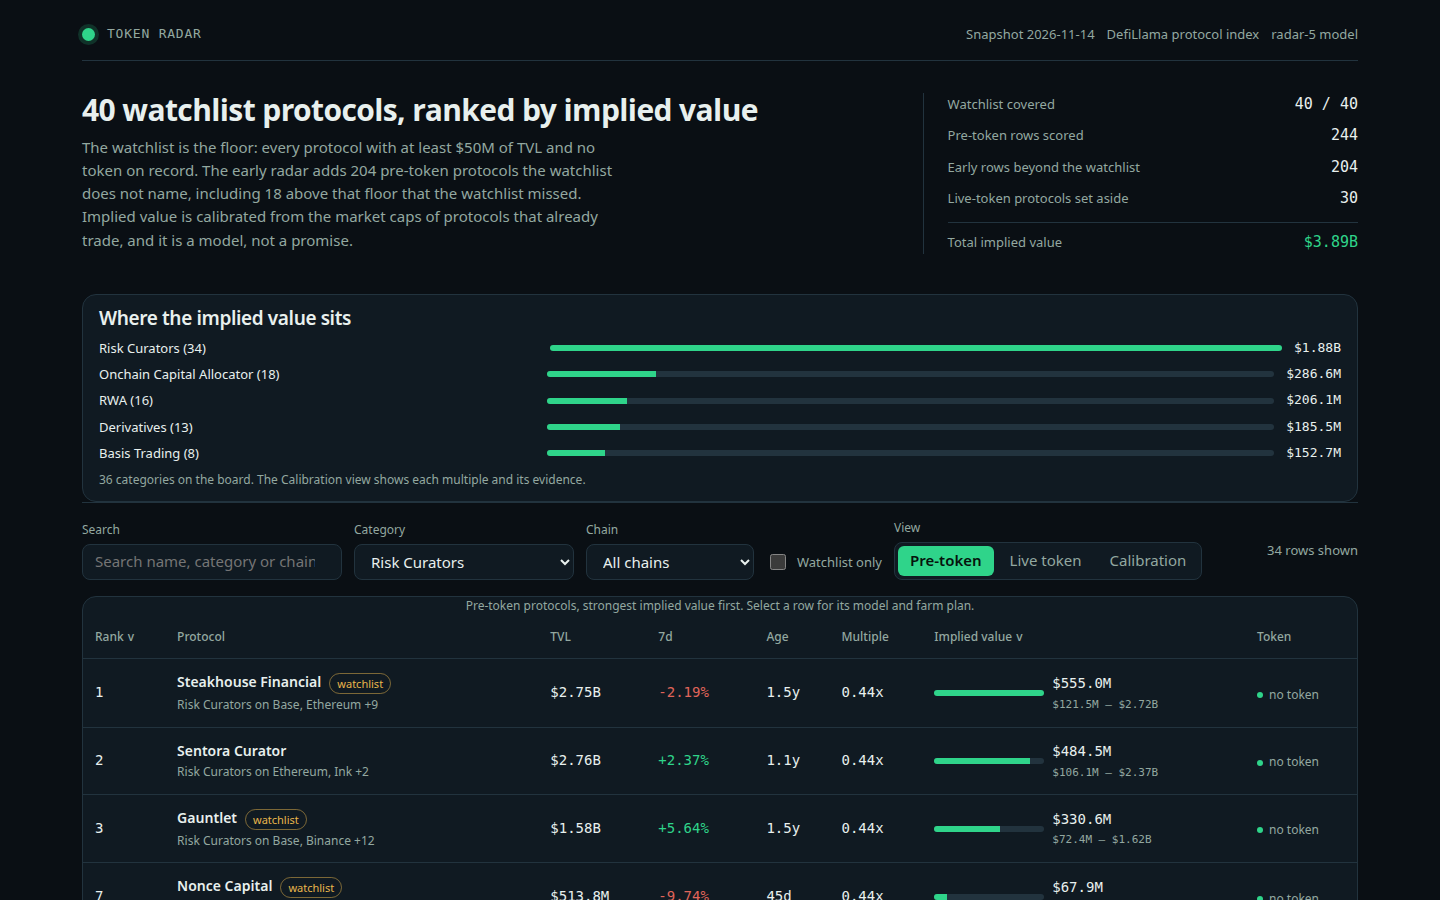 TOKEN RADAR
Snapshot 2026-11-14 DefiLlama protocol index radar-5 model
40 watchlist protocols, ranked by implied value
The watchlist is the floor: every protocol with at least $50M of TVL and no
token on record. The early radar adds 204 pre-token protocols the watchlist
does not name, including 18 above that floor that the watchlist missed.
Implied value is calibrated from the market caps of protocols that already
trade, and it is a model, not a promise.
Watchlist covered 40 / 40
Pre-token rows scored 244
Early rows beyond the watchlist 204
Live-token protocols set aside 30
Total implied value $3.89B
Where the implied value sits
Risk Curators (34) $1.88B
Onchain Capital Allocator (18) $286.6M
RWA (16) $206.1M
Derivatives (13) $185.5M
Basis Trading (8) $152.7M
36 categories on the board. The Calibration view shows each multiple and its evidence.
Search Category Chain View
Search name, category or chain Risk Curators All chains Watchlist only Pre-token Live token Calibration 34 rows shown
Pre-token protocols, strongest implied value first. Select a row for its model and farm plan.
Rank v Protocol TVL 7d Age Multiple Implied value v Token
1 Steakhouse Financial watchlist $2.75B -2.19% 1.5y 0.44x $555.0M no token
Risk Curators on Base, Ethereum +9 $121.5M — $2.72B
2 Sentora Curator $2.76B +2.37% 1.1y 0.44x $484.5M no token
Risk Curators on Ethereum, Ink +2 $106.1M — $2.37B
3 Gauntlet watchlist $1.58B +5.64% 1.5y 0.44x $330.6M no token
Risk Curators on Base, Binance +12 $72.4M — $1.62B
7 Nonce Capital watchlist $513.8M -9.74% 45d 0.44x $67.9M no token